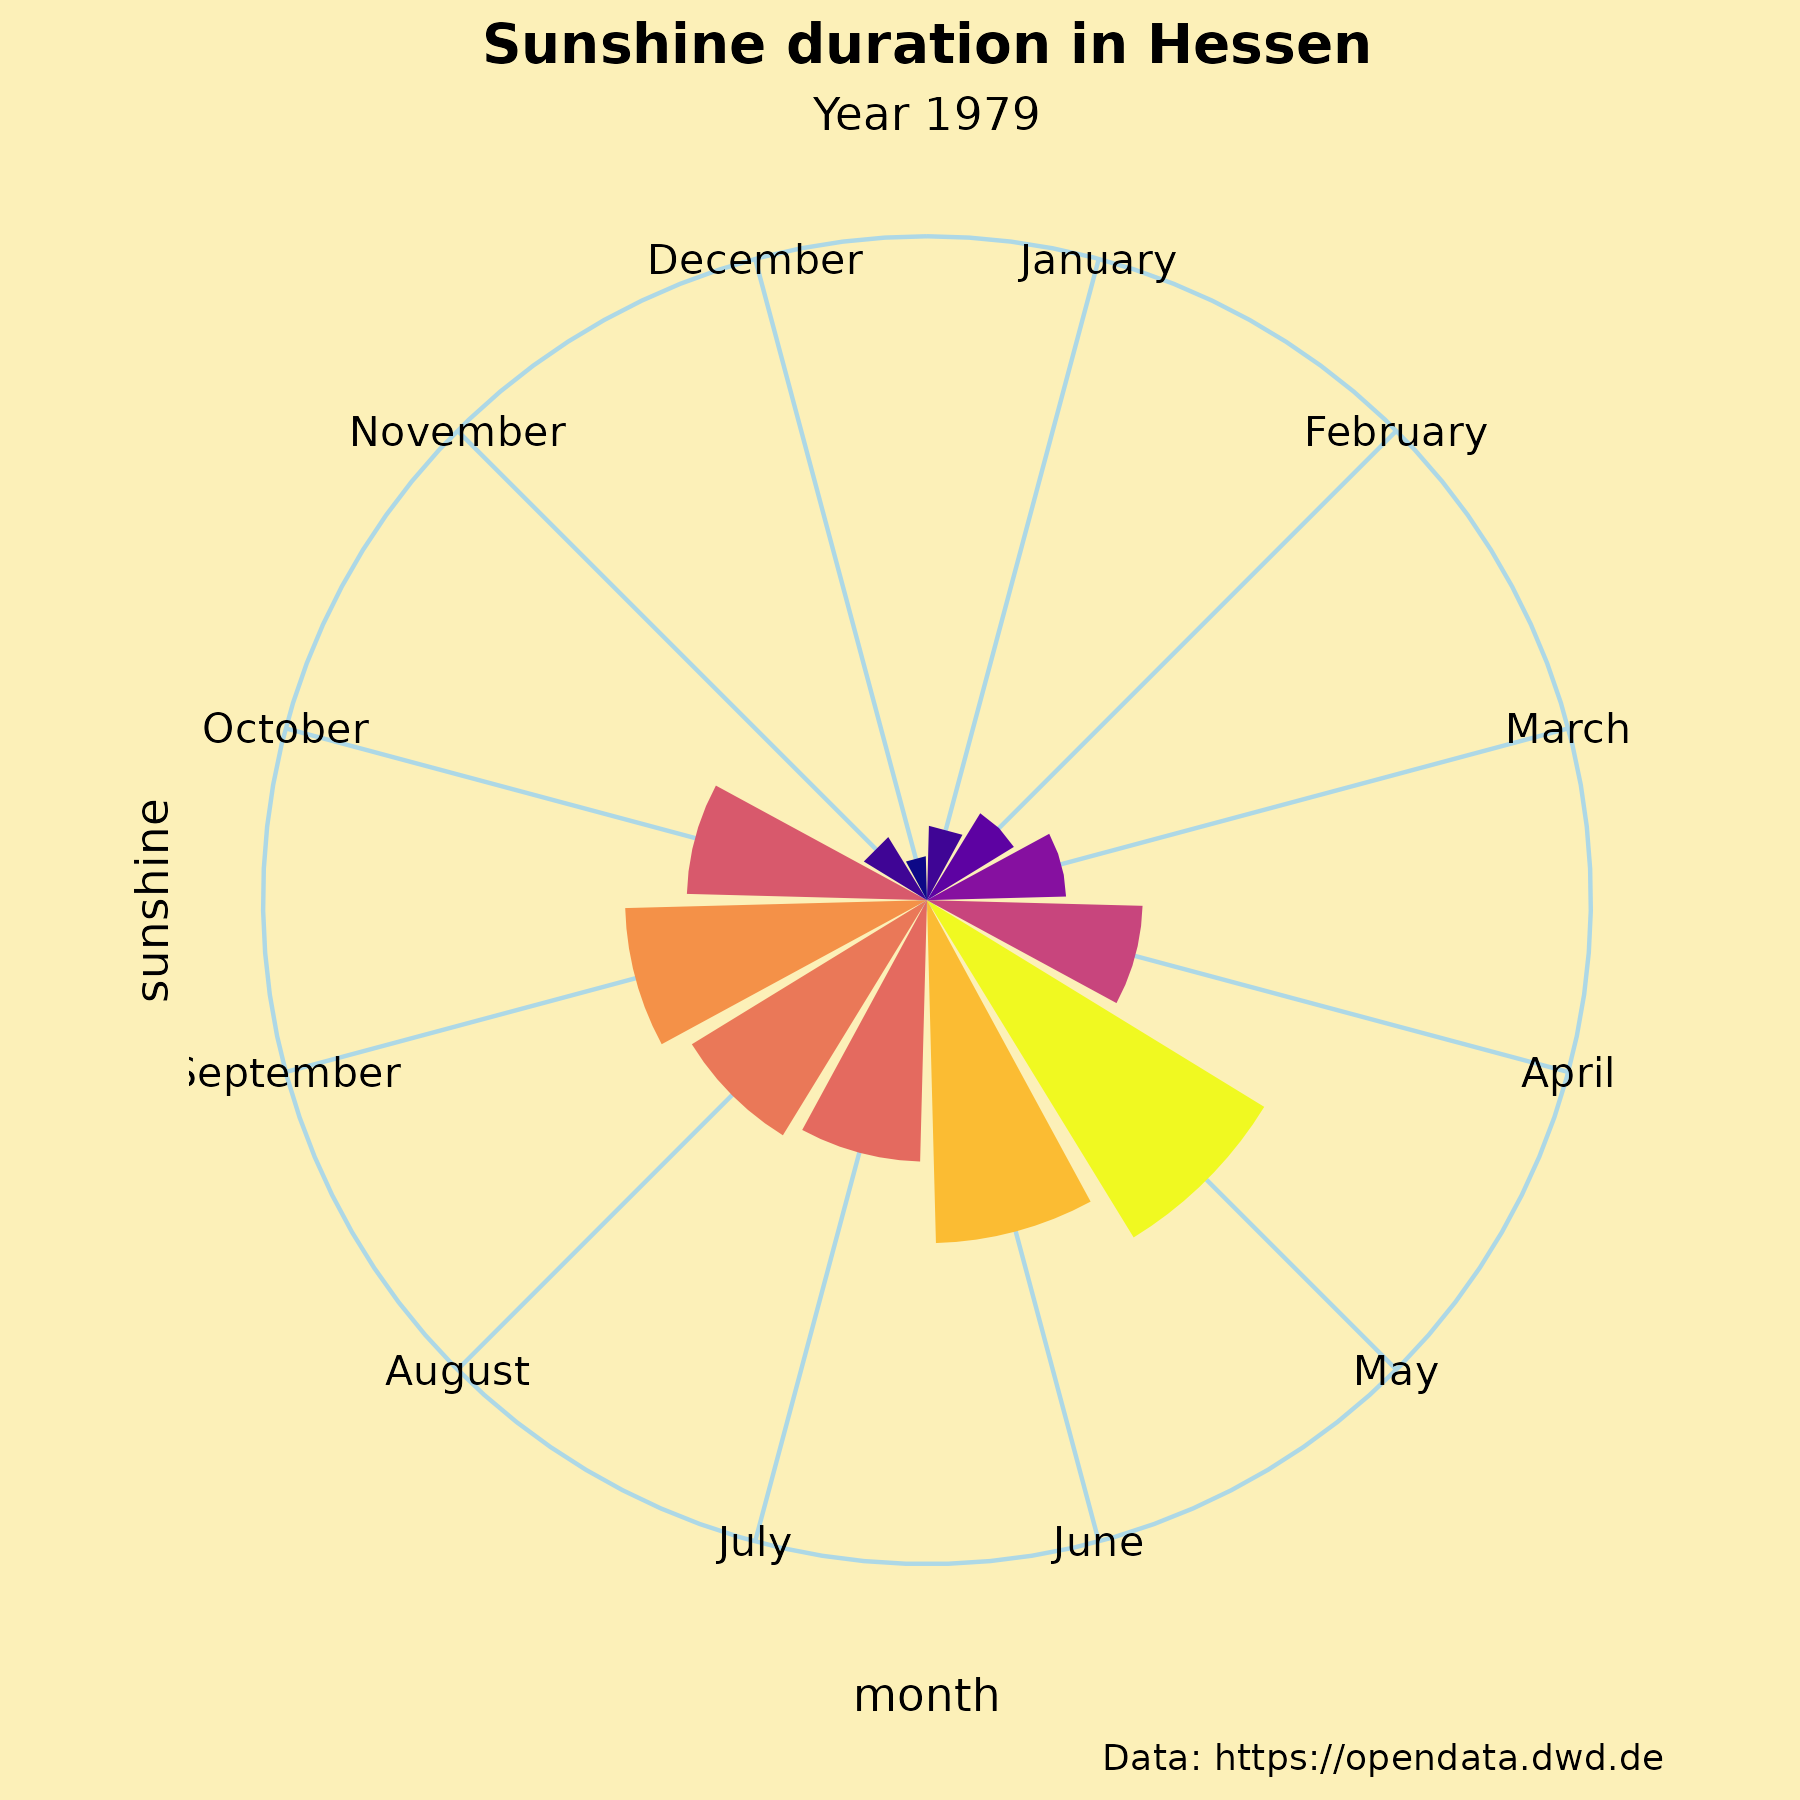 Sunshine duration in Hessen
Year 1979
December
January
November
February
October
March
sunshine
September
April
August
May
July
June
month
Data: https://opendata.dwd.de